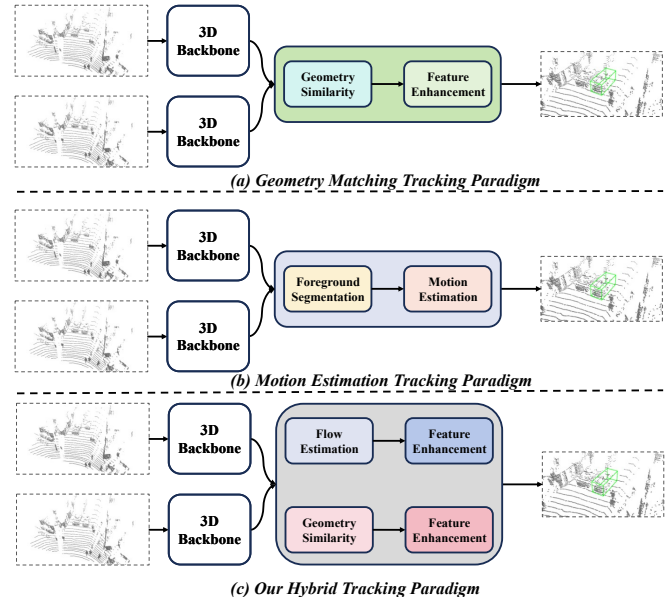 3D
Backbone
Geometry
Similarity
Feature
Enhancement
3D
Backbone
(a) Geometry Matching Tracking Paradigm
3D
Backbone
Foreground
Segmentation
Motion
Estimation
3D
Backbone
(b) Motion Estimation Tracking Paradigm
3D
Backbone
Flow
Estimation
Feature
Enhancement
3D
Backbone
Geometry
Similarity
Feature
Enhancement
(c) Our Hybrid Tracking Paradigm